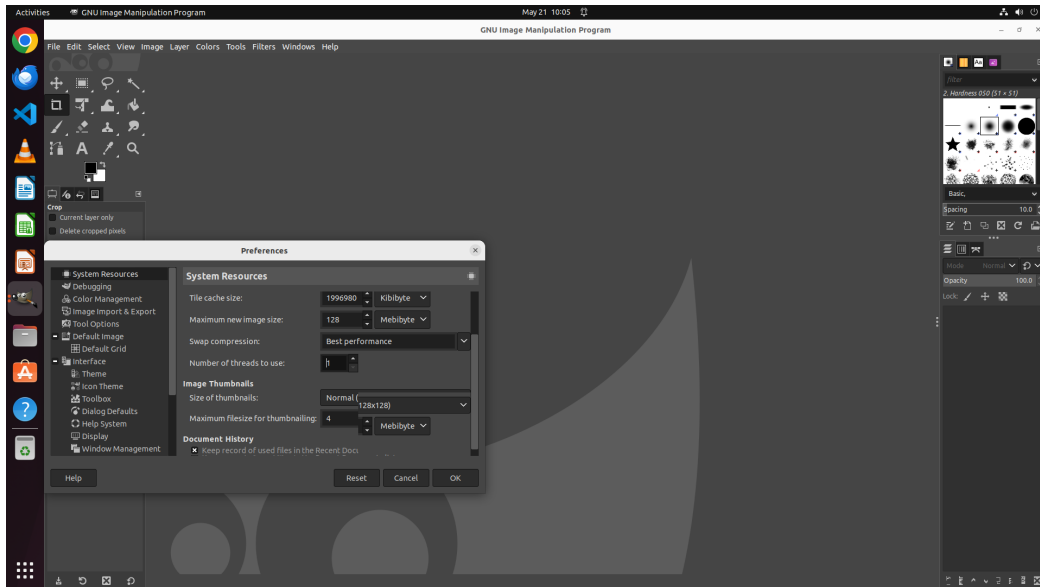 Activities GNU Image Manipulation Program May 21 10:05
GNU Image Manipulation Program
File Edit Select View Image Layer Colors Tools Filters Windows Help
filter
2. Hardness 050 (51 × 51)
Basic,
Spacing 10.0
Crop
Current layer only
Delete cropped pixels
Mode Normal
Opacity 100.0
Lock:
Preferences
System Resources
Debugging
Color Management
Image Import & Export
Tool Options
Default Image
Default Grid
Interface
Theme
Icon Theme
Toolbox
Dialog Defaults
Help System
Display
Window Management
System Resources
Tile cache size: 1996980 Kibibyte
Maximum new image size: 128 Mebibyte
Swap compression: Best performance
Number of threads to use: 1
Image Thumbnails
Size of thumbnails: Normal (128x128)
Maximum filesize for thumbnailing: 4 Mebibyte
Document History
Keep record of used files in the Recent Docu
Help Reset Cancel OK